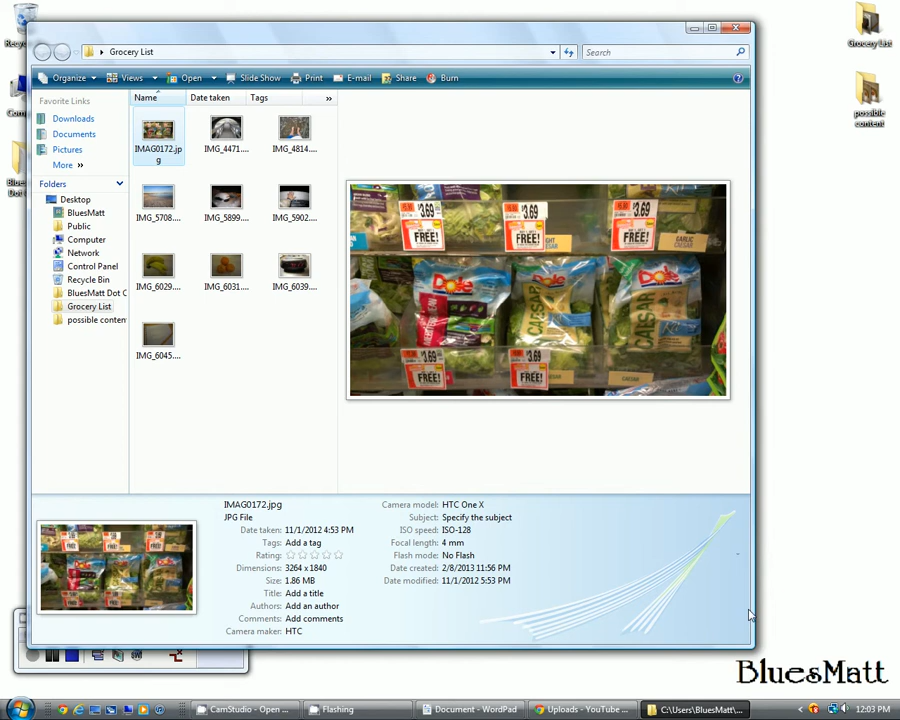 Grocery List
Search
Organize
Views
Open
Slide Show
Print
E-mail
Share
Burn
Favorite Links
Downloads
Documents
Pictures
More »
Folders
Desktop
BluesMatt
Public
Computer
Network
Control Panel
Recycle Bin
BluesMatt Dot C
Grocery List
possible conten
Name
Date taken
Tags
»
IMAG0172.jp
g
IMG_4471....
IMG_4814....
IMG_5708....
IMG_5899....
IMG_5902....
IMG_6029....
IMG_6031....
IMG_6039....
IMG_6045....
3.69
FREE!
3.69
FREE!
3.69
FREE!
GARLIC
CAESAR
Dole
Dole
CAESAR
Dole
CAESAR
3.69
FREE!
3.69
FREE!
CAESAR
IMAG0172.jpg
JPG File
Date taken: 11/1/2012 4:53 PM
Tags: Add a tag
Rating:
Dimensions: 3264 x 1840
Size: 1.86 MB
Title: Add a title
Authors: Add an author
Comments: Add comments
Camera maker: HTC
Camera model: HTC One X
Subject: Specify the subject
ISO speed: ISO-128
Focal length: 4 mm
Flash mode: No Flash
Date created: 2/8/2013 11:56 PM
Date modified: 11/1/2012 5:53 PM
Grocery List
possible
content
BluesMatt
CamStudio - Open ...
Flashing
Document - WordPad
Uploads - YouTube ...
C:\Users\BluesMatt\...
12:03 PM